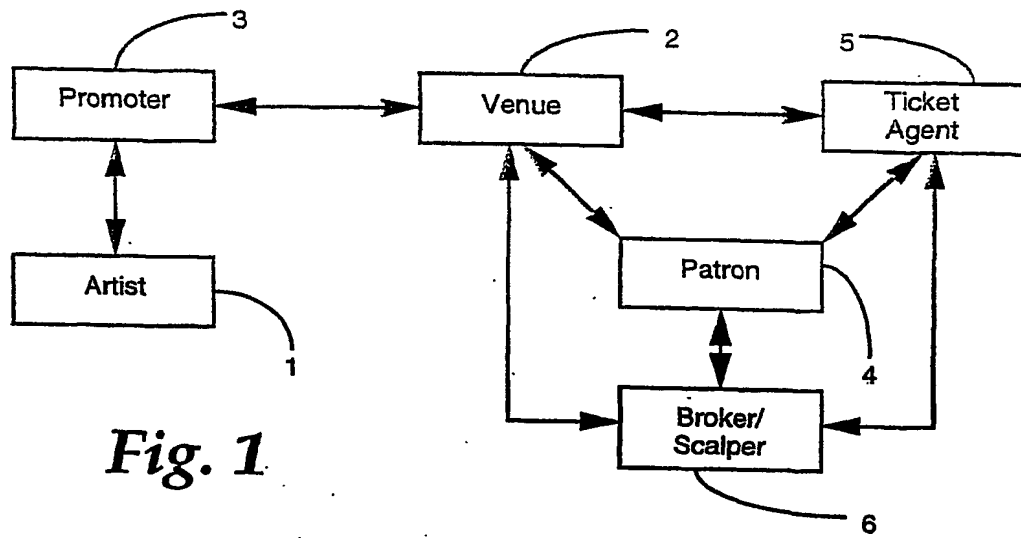 3
2
5
Promoter
Venue
Ticket
Agent
Artist
Patron
1
4
Broker/
Scalper
Fig. 1
6